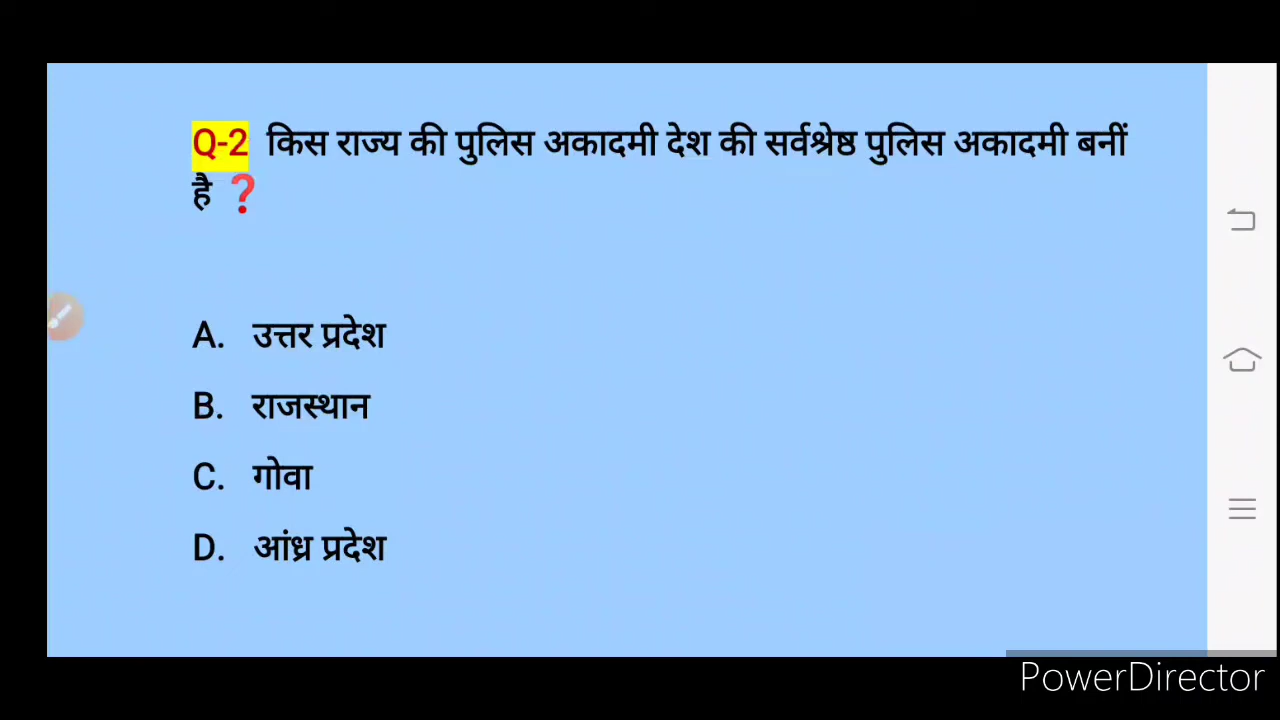 Q-2 किस राज्य की पुलिस अकादमी देश की सर्वश्रेष्ठ पुलिस अकादमी बनीं
है ❓
A. उत्तर प्रदेश
B. राजस्थान
C. गोवा
D. आंध्र प्रदेश
PowerDirector